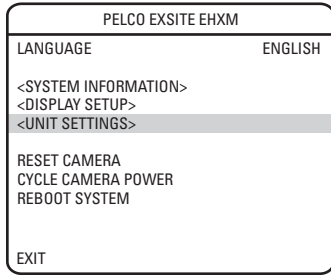 PELCO EXSITE EHXM
LANGUAGE ENGLISH
<SYSTEM INFORMATION>
<DISPLAY SETUP>
<UNIT SETTINGS>
RESET CAMERA
CYCLE CAMERA POWER
REBOOT SYSTEM
EXIT